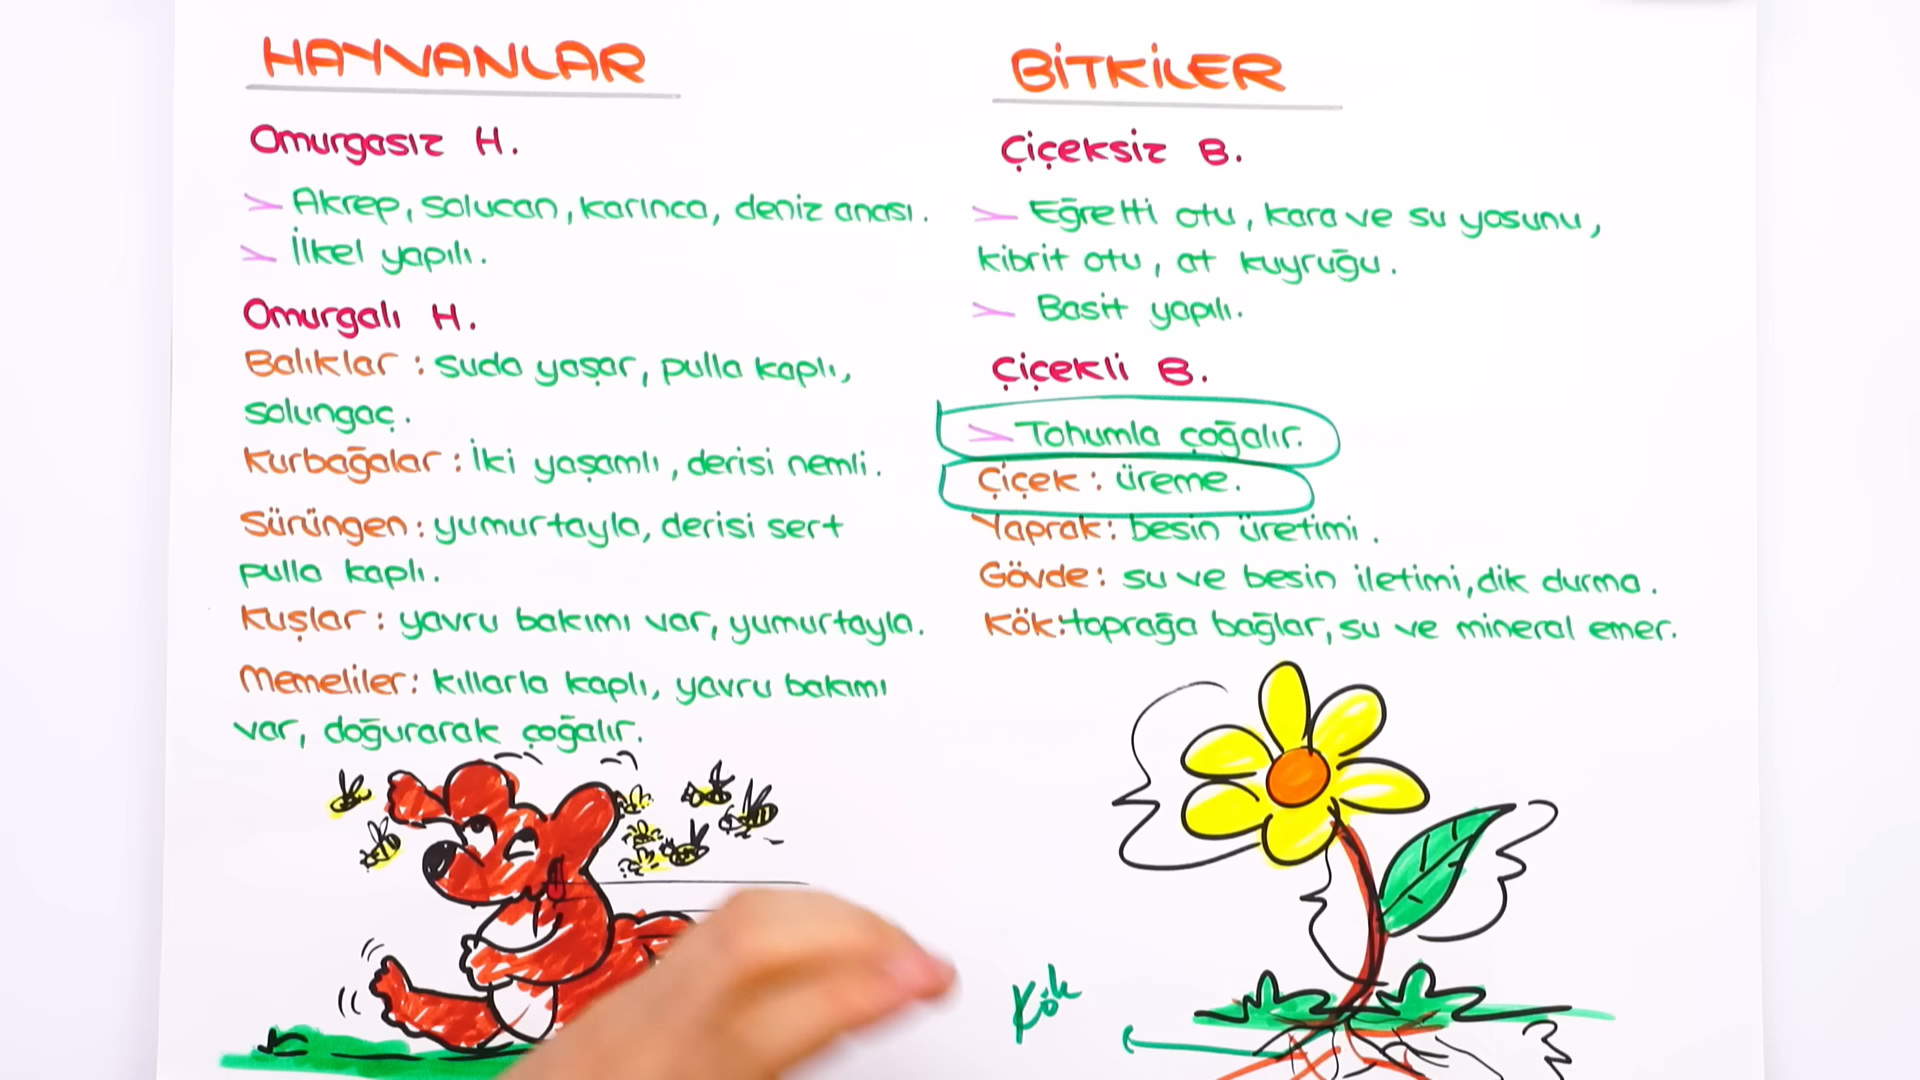 HAYVANLAR
Omurgasız H.
Akrep, solucan, karınca, deniz anası.
İlkel yapılı.
Omurgalı H.
Balıklar : suda yaşar, pulla kaplı,
solungaç.
Kurbağalar : İki yaşamlı, derisi nemli.
Sürüngen: yumurtayla, derisi sert
pulla kaplı.
Kuşlar : yavru bakımı var, yumurtayla.
Memeliler: kıllarla kaplı, yavru bakımı
var, doğurarak çoğalır.
BİTKİLER
Çiçeksiz B.
Eğretti otu, kara ve su yosunu,
kibrit otu, at kuyruğu.
Basit yapılı.
Çiçekli B.
Tohumla çoğalır.
Çiçek: üreme.
Yaprak: besin üretimi.
Gövde: su ve besin iletimi, dik durma.
Kök: toprağa bağlar, su ve mineral emer.
Kök